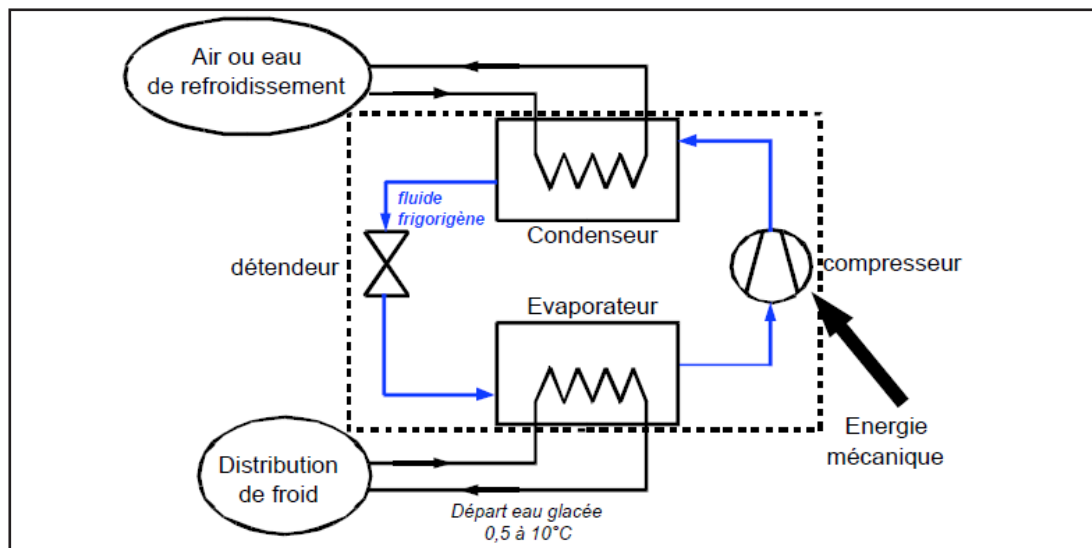 Air ou eau
de refroidissement
fluide
frigorigène
Condenseur
détendeur
compresseur
Evaporateur
Energie
mécanique
Distribution
de froid
Départ eau glacée
0,5 à 10°C